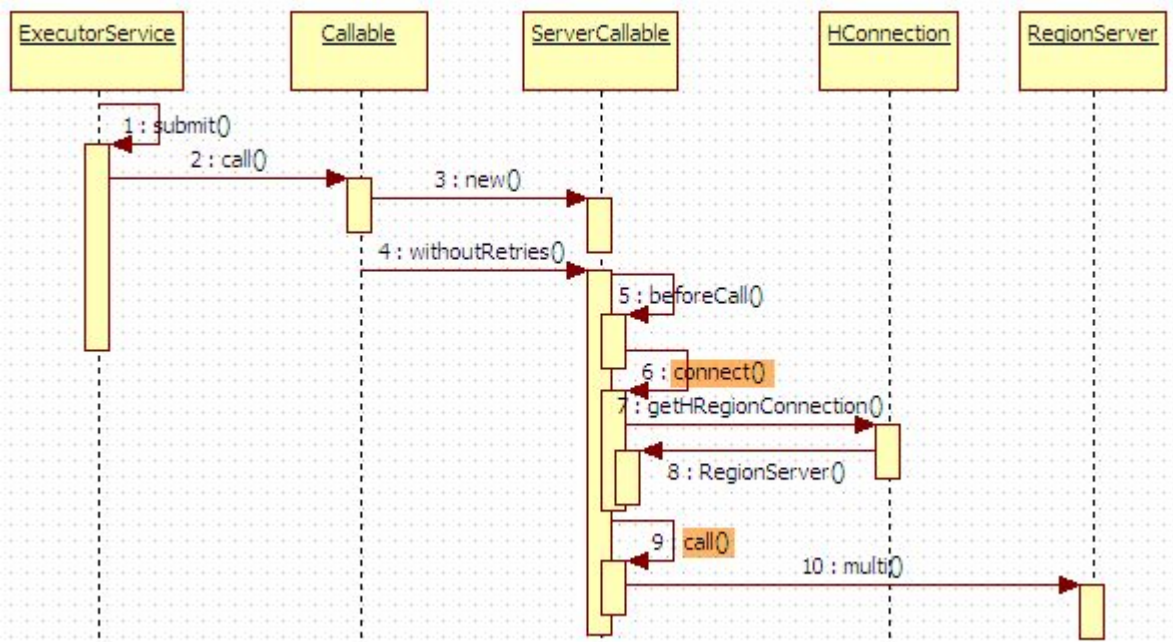 ExecutorService
Callable
ServerCallable
HConnection
RegionServer
1 : submit()
2 : call()
3 : new()
4 : withoutRetries()
5 : beforeCall()
6 : connect()
7 : getHRegionConnection()
8 : RegionServer()
9 : call()
10 : multi()